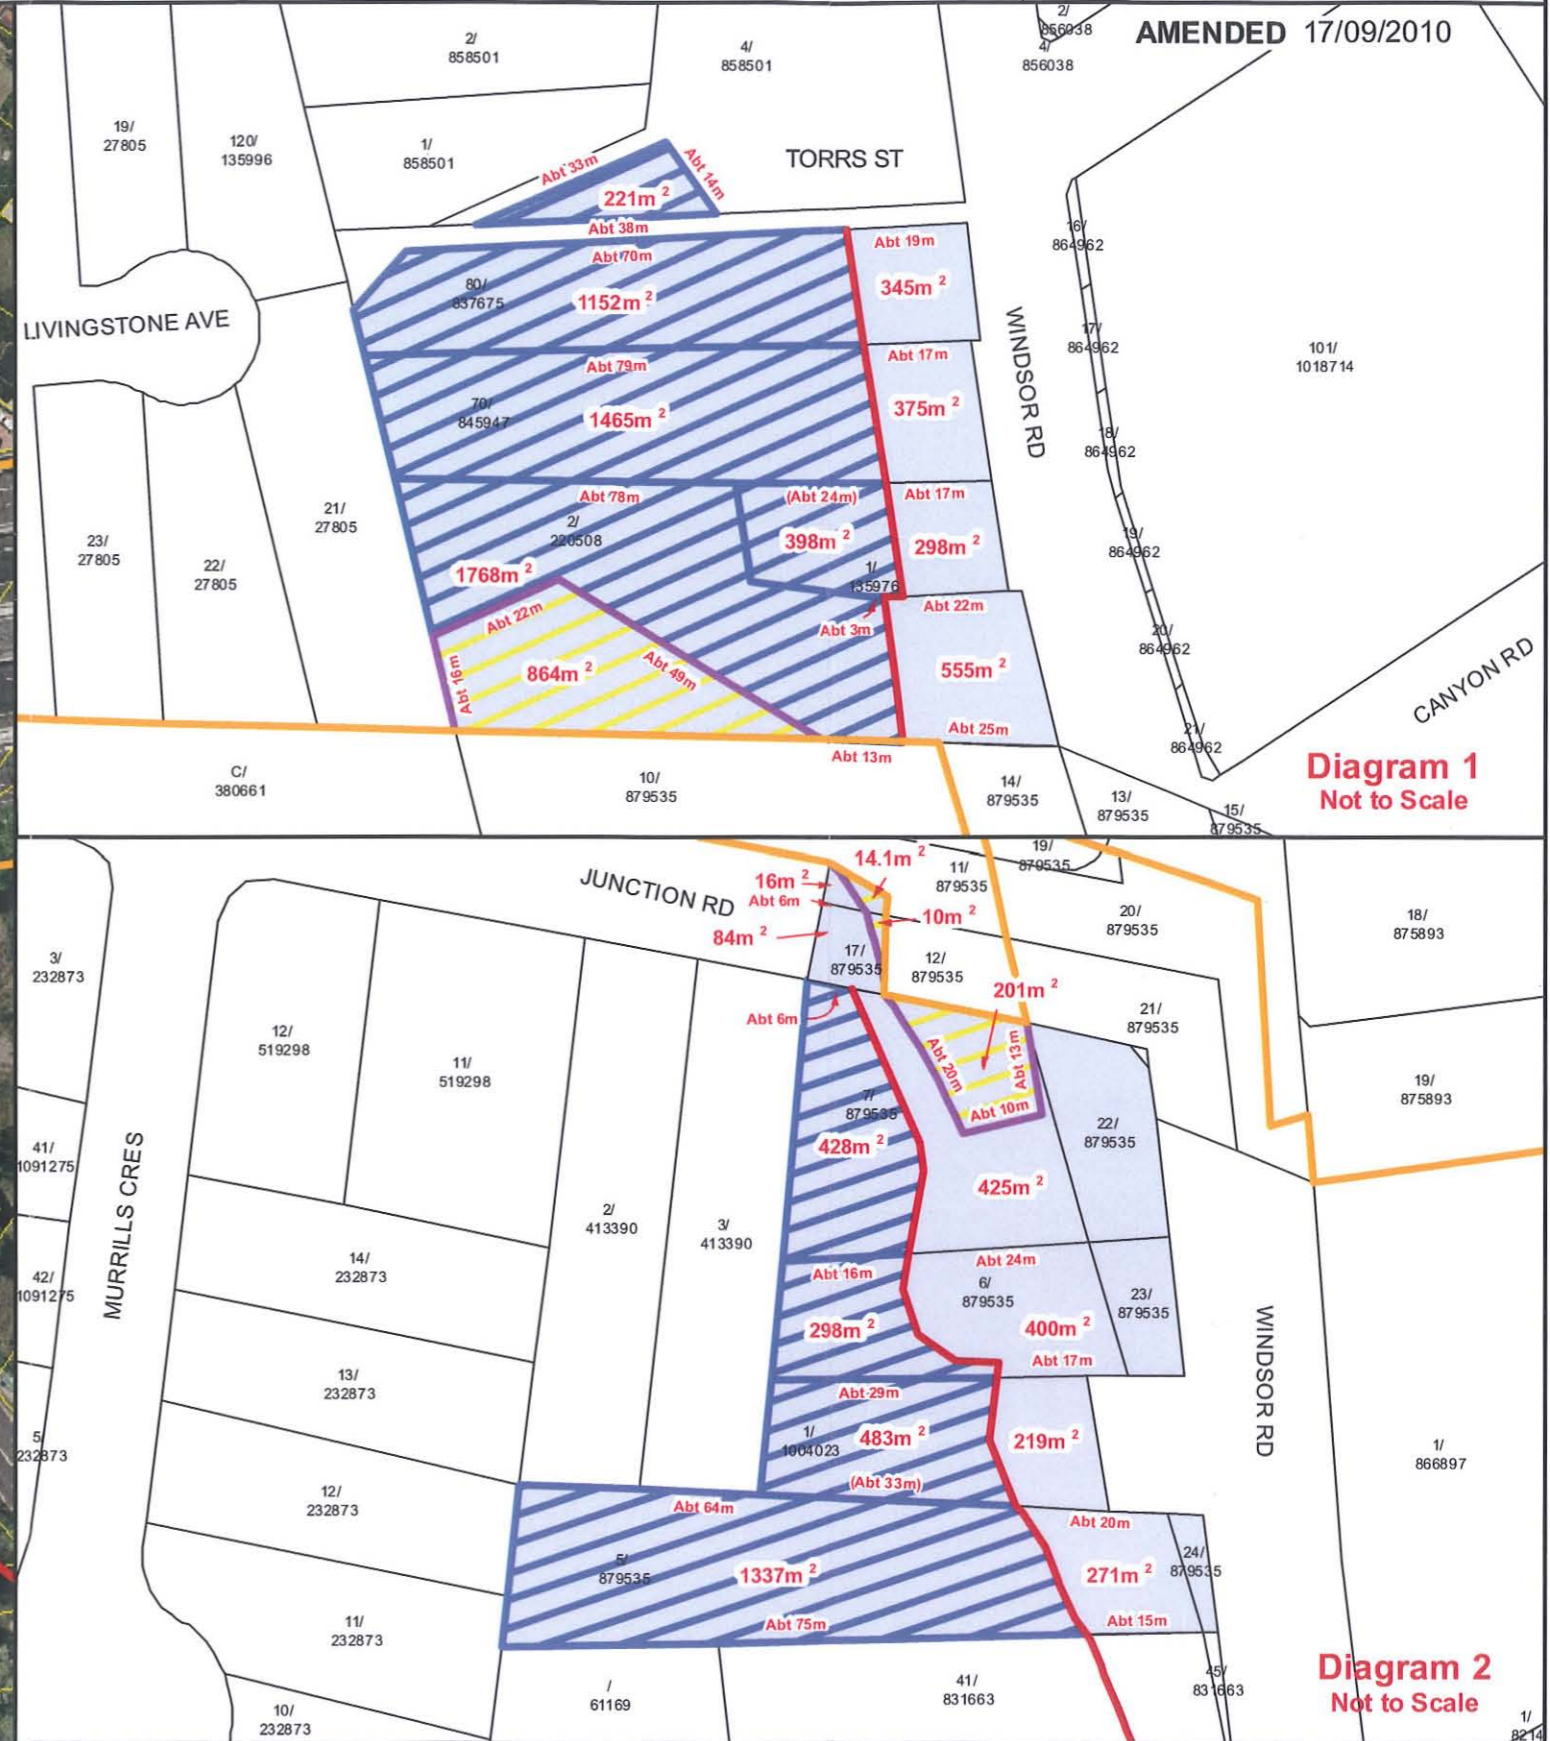 AMENDED 17/09/2010
2/
856038
4/
856038
2/
858501
4/
858501
19/
27805
120/
135996
1/
858501
TORRS ST
Abt 33m
Abt 14m
221m 2
Abt 38m
Abt 70m
80/
837675
1152m 2
Abt 19m
345m 2
16/
864962
LIVINGSTONE AVE
WINDSOR RD
17/
864962
101/
1018714
Abt 79m
Abt 17m
70/
845947
1465m 2
375m 2
18/
864962
Abt 78m
(Abt 24m)
Abt 17m
21/
27805
2/
220508
398m 2
298m 2
19/
864962
23/
27805
22/
27805
1768m 2
1/
135976
Abt 22m
Abt 22m
Abt 3m
20/
864962
864m 2
Abt 49m
Abt 16m
555m 2
CANYON RD
Abt 25m
21/
864962
Abt 13m
C/
380661
10/
879535
14/
879535
13/
879535
15/
879535
Diagram 1
Not to Scale
14.1m 2
19/
879535
JUNCTION RD
16m 2
11/
879535
Abt 6m
10m 2
20/
879535
18/
875893
84m 2
3/
232873
17/
879535
12/
879535
201m 2
Abt 6m
21/
879535
12/
519298
11/
519298
Abt 20m
Abt 13m
19/
875893
7/
879535
Abt 10m
22/
879535
41/
1091275
428m 2
425m 2
MURRILLS CRES
2/
413390
3/
413390
14/
232873
Abt 16m
Abt 24m
42/
1091275
6/
879535
23/
879535
298m 2
400m 2
WINDSOR RD
Abt 17m
13/
232873
Abt 29m
5/
232873
1/
1004023
483m 2
219m 2
1/
866897
(Abt 33m)
12/
232873
Abt 64m
Abt 20m
5/
879535
1337m 2
271m 2
24/
879535
11/
232873
Abt 75m
Abt 15m
Diagram 2
Not to Scale
/
61169
41/
831663
45/
831663
10/
232873
1/
8214